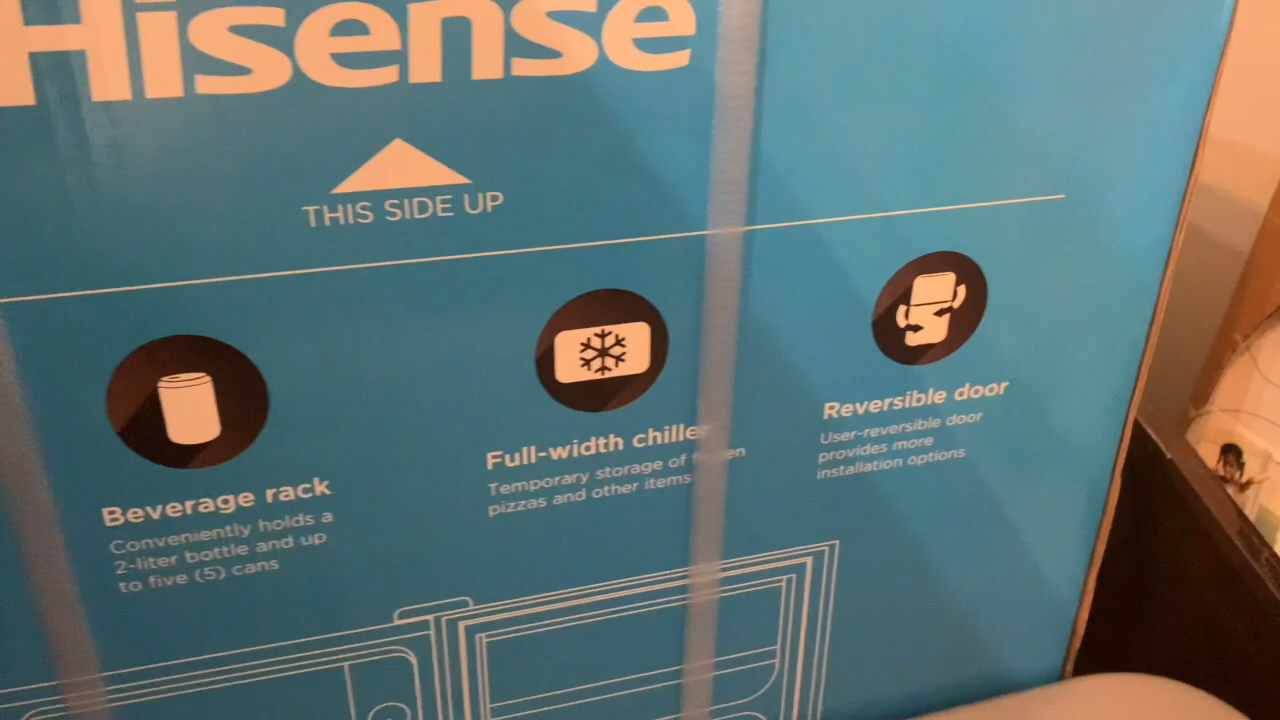 Hisense
THIS SIDE UP
Beverage rack
Conveniently holds a
2-liter bottle and up
to five (5) cans
Full-width chiller
Temporary storage of frozen
pizzas and other items
Reversible door
User-reversible door
provides more
installation options